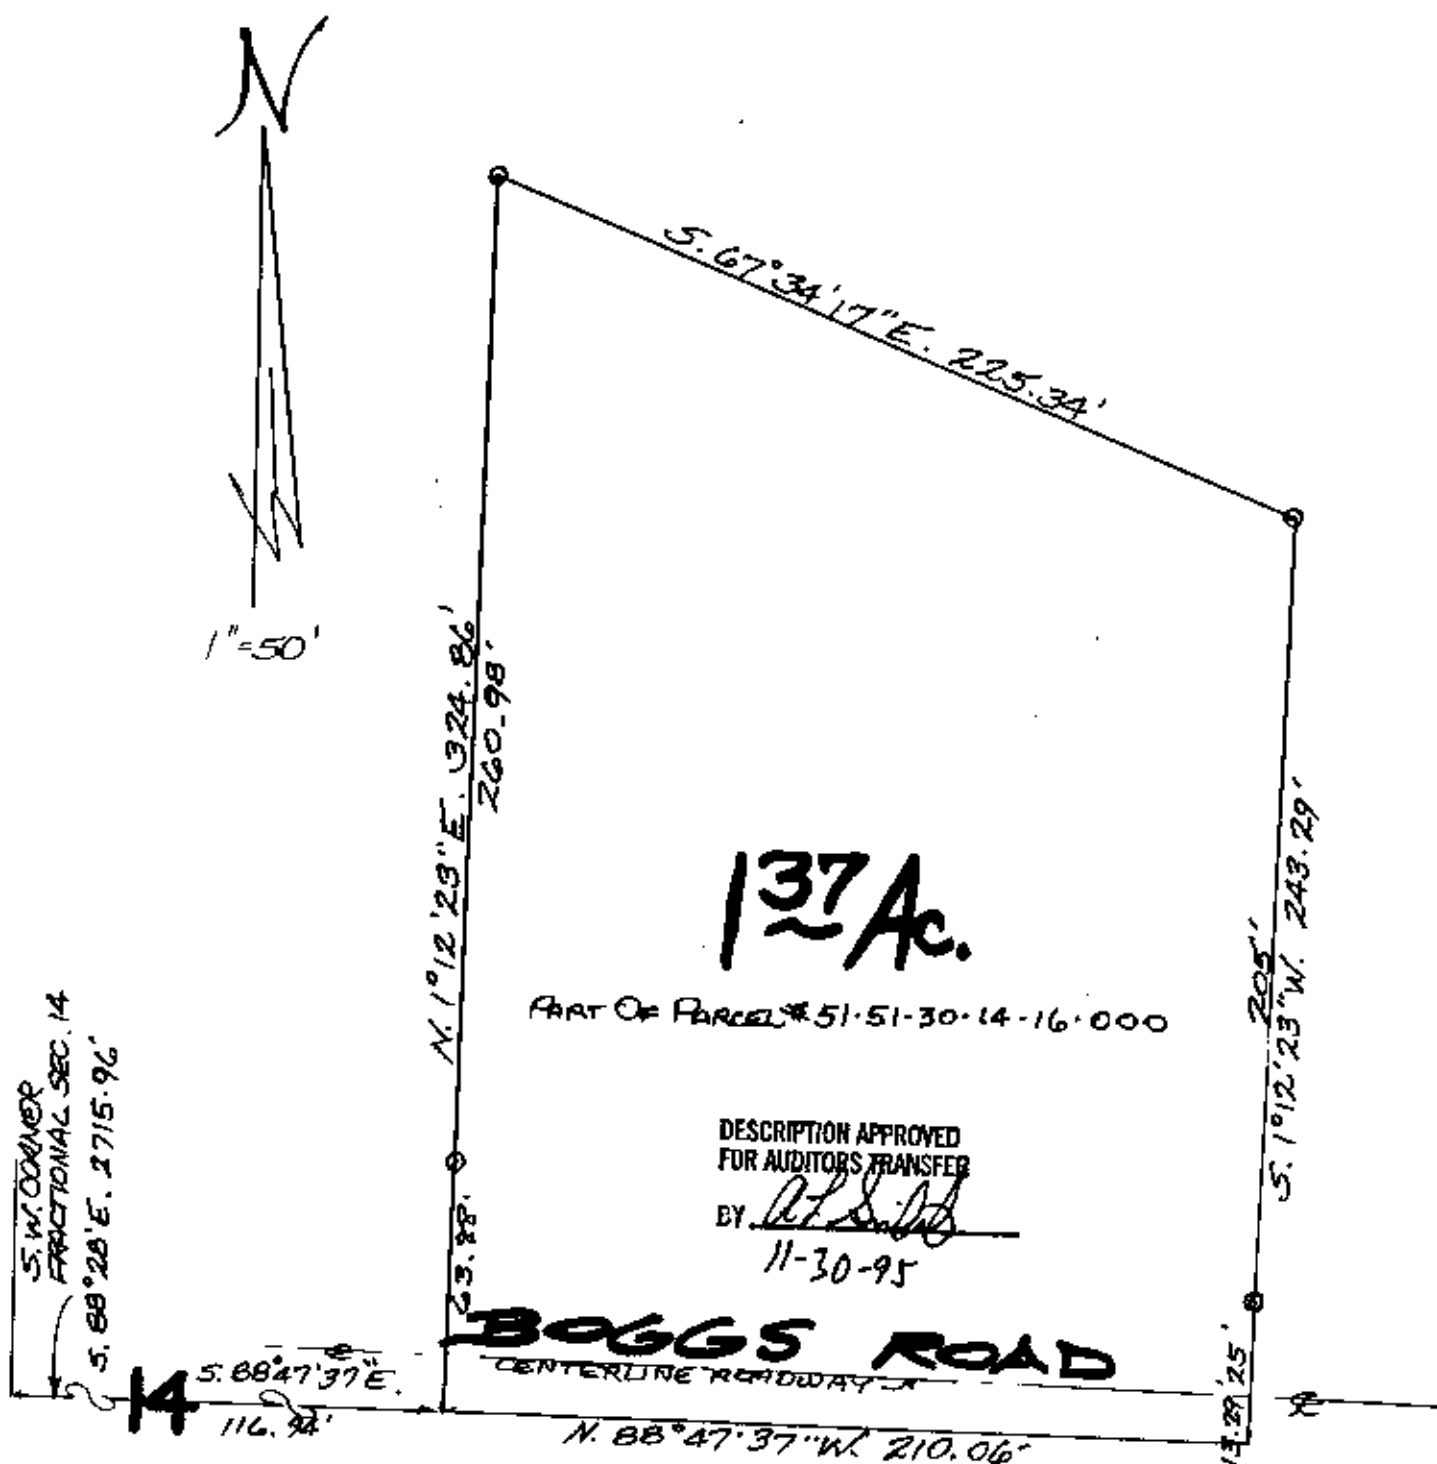 N
1"=50'
S. 67°34'17"E. 225.34'
N. 1°12'23"E. 324.86'
260.98'
1 37 Ac.
PART OF PARCEL # 51-51-30-14-16-000
205'
S. 1°12'23"W. 243.29'
S.W. CORNER
FRACTIONAL SEC. 14
S. 88°28'E. 2715.96'
DESCRIPTION APPROVED
FOR AUDITORS TRANSFER
BY
11-30-95
63.88'
BOGGS ROAD
CENTERLINE ROADWAY
25'
13.29'
14
S. 88°47'37"E.
116.94'
N. 88°47'37"W. 210.06'